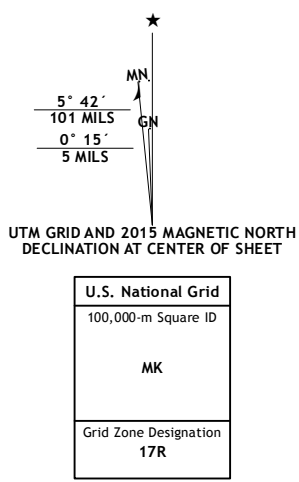 ★
MN.
5° 42´
101 MILS
GN
0° 15´
5 MILS
UTM GRID AND 2015 MAGNETIC NORTH
DECLINATION AT CENTER OF SHEET
U.S. National Grid
100,000-m Square ID
MK
Grid Zone Designation
17R